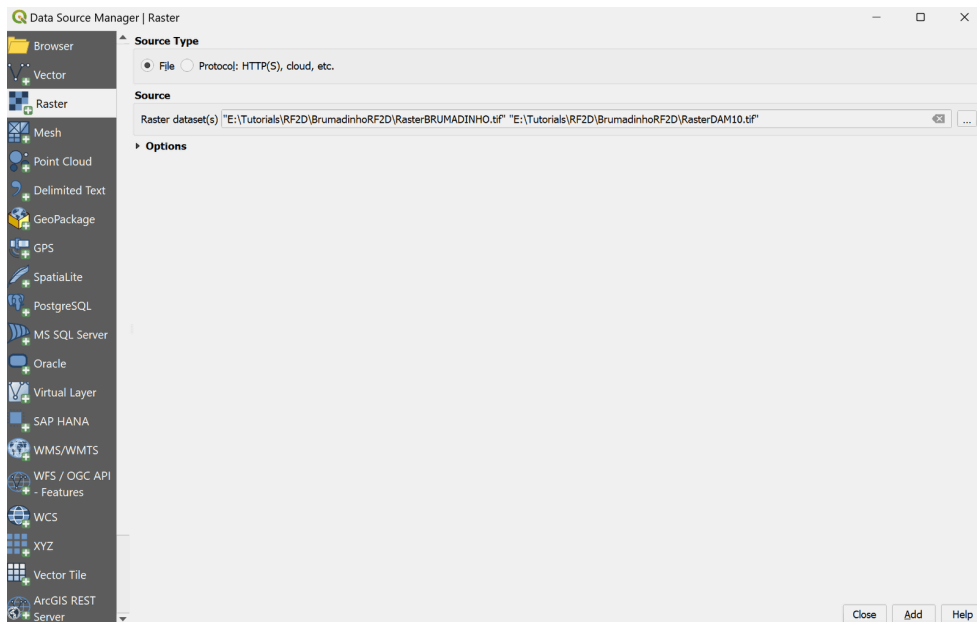 Data Source Manager | Raster
Browser
Vector
Raster
Mesh
Point Cloud
Delimited Text
GeoPackage
GPS
SpatiaLite
PostgreSQL
MS SQL Server
Oracle
Virtual Layer
SAP HANA
WMS/WMTS
WFS / OGC API
- Features
WCS
XYZ
Vector Tile
ArcGIS REST
Server
Source Type
File Protocol: HTTP(S), cloud, etc.
Source
Raster dataset(s) "E:\Tutorials\RF2D\BrumadinhoRF2D\RasterBRUMADINHO.tif" "E:\Tutorials\RF2D\BrumadinhoRF2D\RasterDAM10.tif" ...
Options
Close Add Help